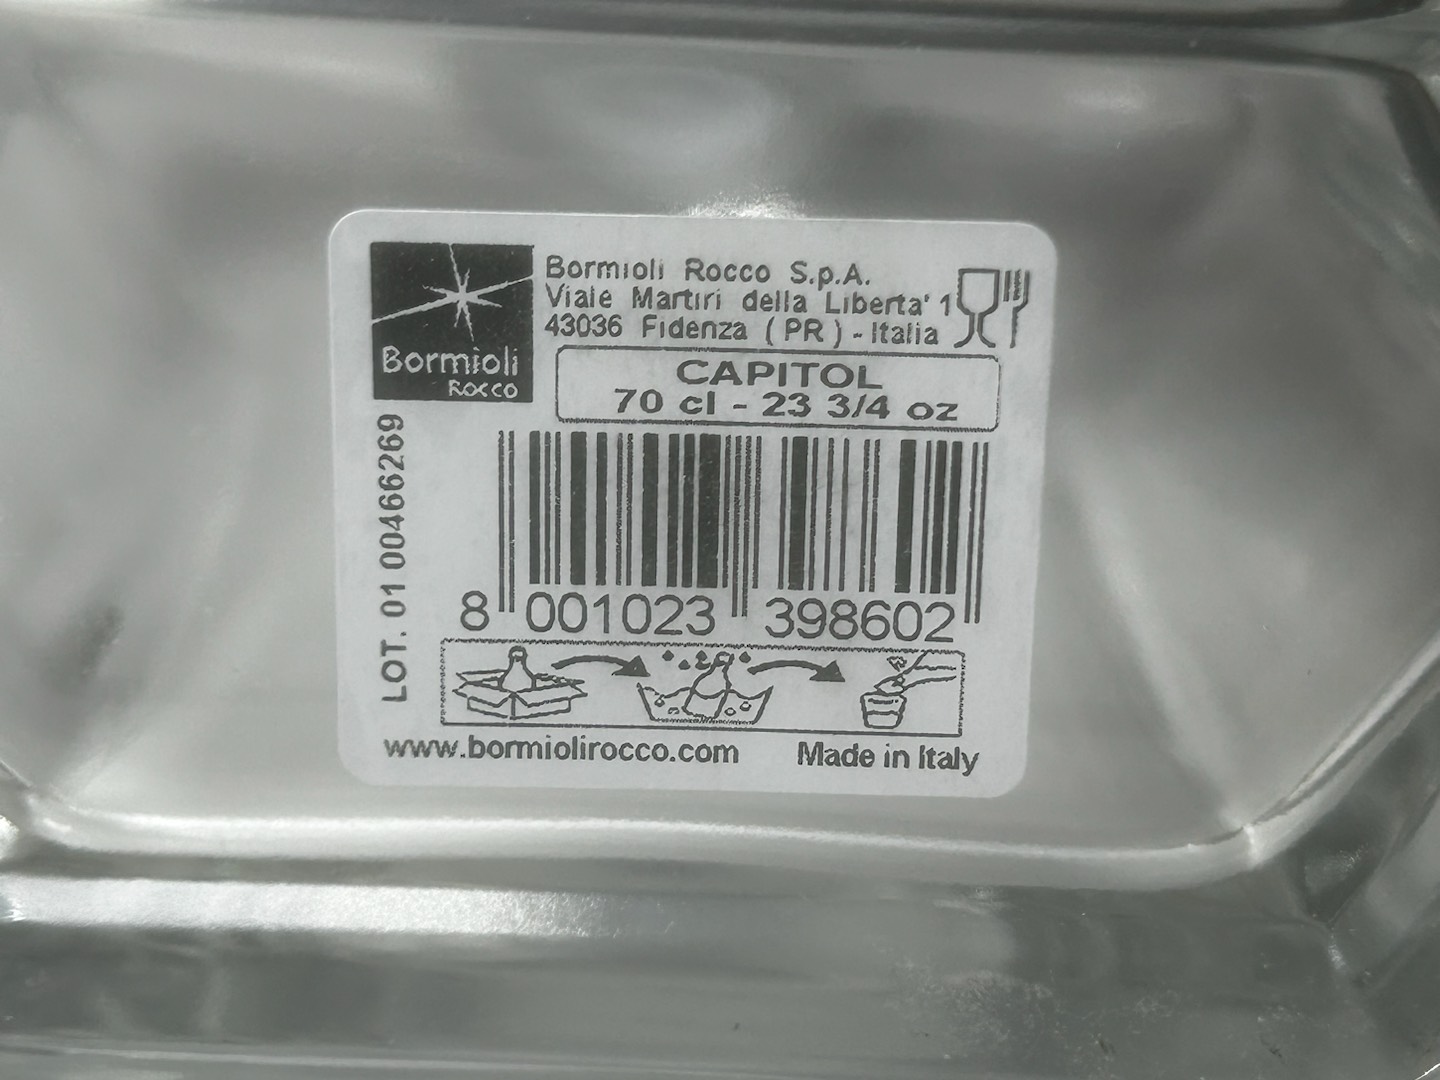 Bormioli
ROCCO
Bormioli Rocco S.p.A.
Viale Martiri della Liberta' 1
43036 Fidenza ( PR ) - Italia
CAPITOL
70 cl - 23 3/4 oz
LOT. 01 00466269
8 001023 398602
www.bormiolirocco.com
Made in Italy